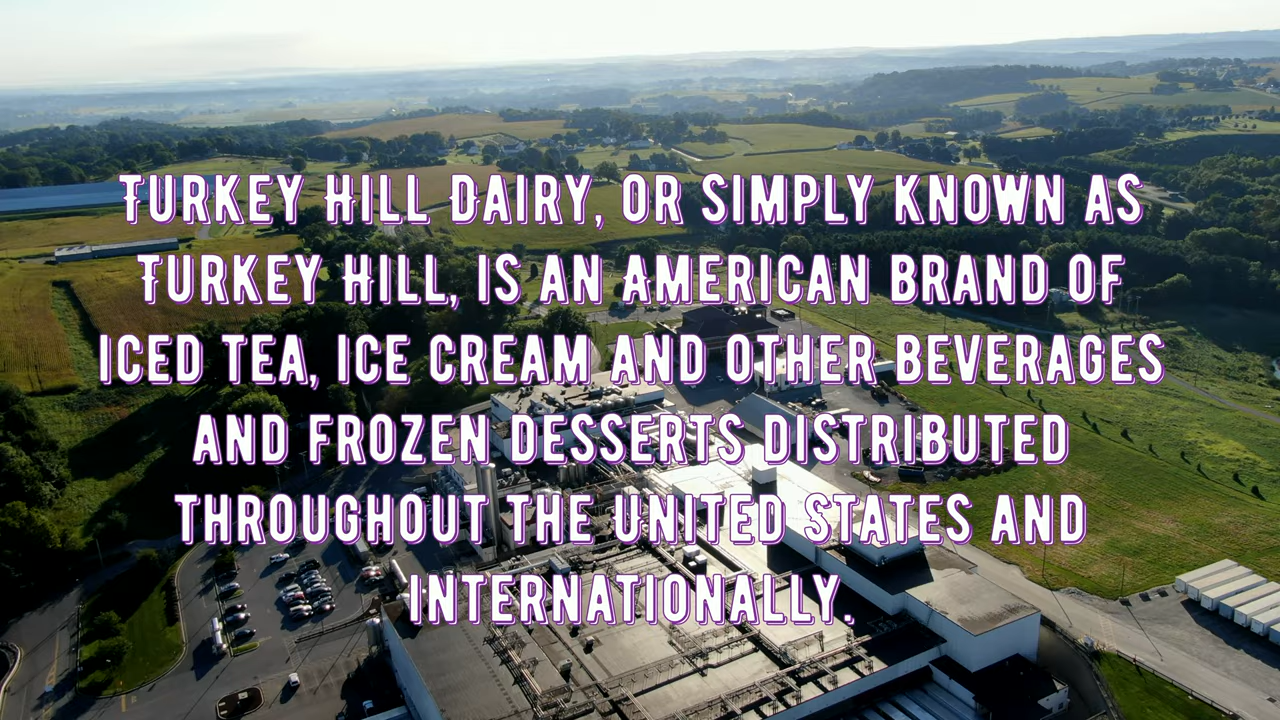 Turkey Hill Dairy, or simply known as
Turkey Hill, is an American brand of
iced tea, ice cream and other beverages
and frozen desserts distributed
throughout the United States and
internationally.